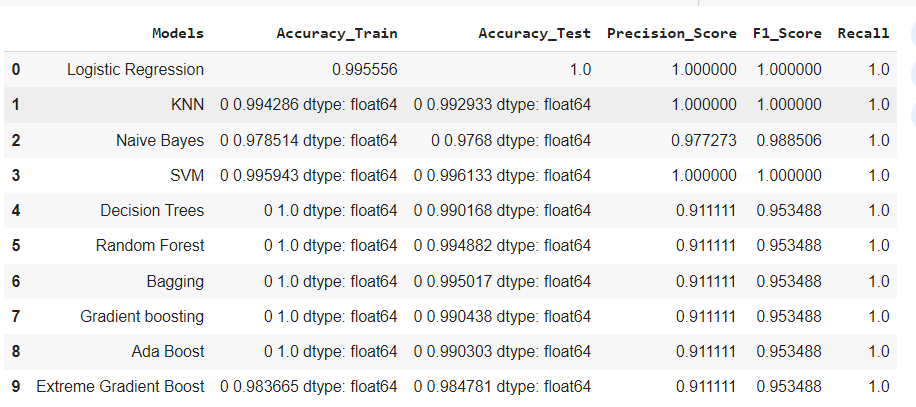 Models Accuracy_Train Accuracy_Test Precision_Score F1_Score Recall
0 Logistic Regression 0.995556 1.0 1.000000 1.000000 1.0
1 KNN 0 0.994286 dtype: float64 0 0.992933 dtype: float64 1.000000 1.000000 1.0
2 Naive Bayes 0 0.978514 dtype: float64 0 0.9768 dtype: float64 0.977273 0.988506 1.0
3 SVM 0 0.995943 dtype: float64 0 0.996133 dtype: float64 1.000000 1.000000 1.0
4 Decision Trees 0 1.0 dtype: float64 0 0.990168 dtype: float64 0.911111 0.953488 1.0
5 Random Forest 0 1.0 dtype: float64 0 0.994882 dtype: float64 0.911111 0.953488 1.0
6 Bagging 0 1.0 dtype: float64 0 0.995017 dtype: float64 0.911111 0.953488 1.0
7 Gradient boosting 0 1.0 dtype: float64 0 0.990438 dtype: float64 0.911111 0.953488 1.0
8 Ada Boost 0 1.0 dtype: float64 0 0.990303 dtype: float64 0.911111 0.953488 1.0
9 Extreme Gradient Boost 0 0.983665 dtype: float64 0 0.984781 dtype: float64 0.911111 0.953488 1.0